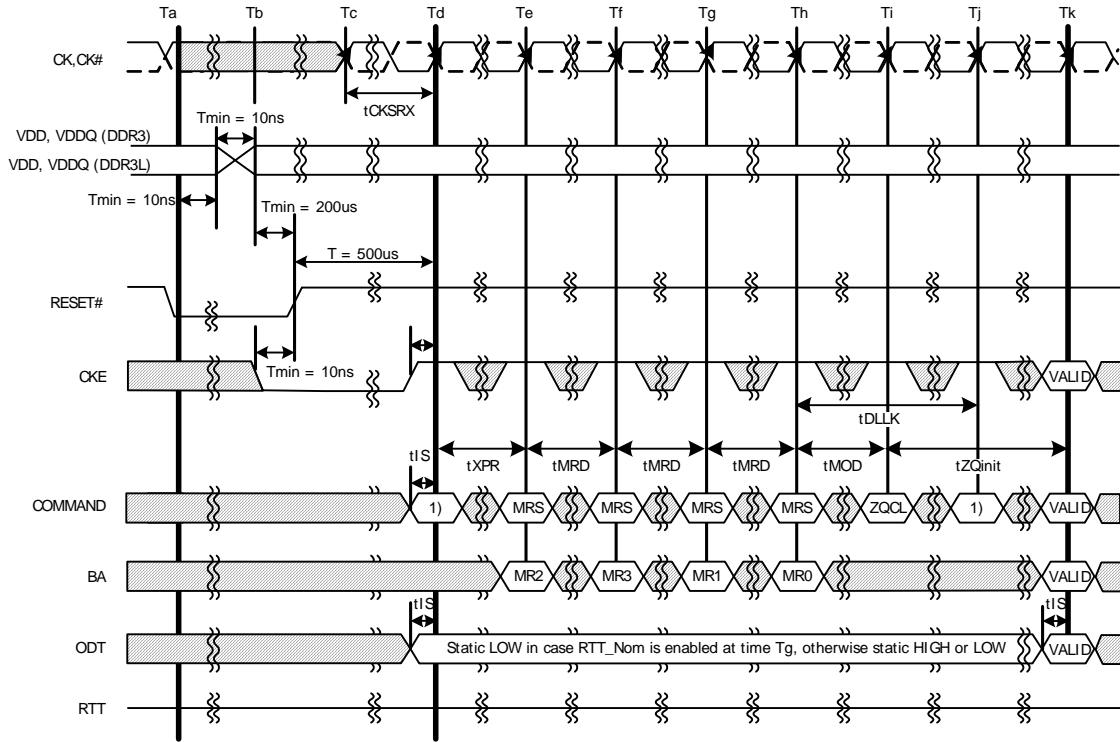 Ta Tb Tc Td Te Tf Tg Th Ti Tj Tk
CK,CK#
tCKSRX
Tmin = 10ns
VDD, VDDQ (DDR3)
VDD, VDDQ (DDR3L)
Tmin = 10ns
Tmin = 200us
T = 500us
RESET#
Tmin = 10ns
CKE
VALID
tDLLK
tIS tXPR tMRD tMRD tMRD tMOD tZQinit
COMMAND 1) MRS MRS MRS MRS ZQCL 1) VALID
BA MR2 MR3 MR1 MR0 VALID
tIS tIS
ODT Static LOW in case RTT_Nom is enabled at time Tg, otherwise static HIGH or LOW VALID
RTT